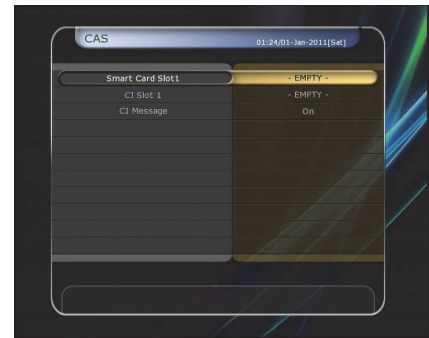 CAS 01:24/01-Jan-2011[Sat]
Smart Card Slot1 - EMPTY -
CI Slot 1 - EMPTY -
CI Message On